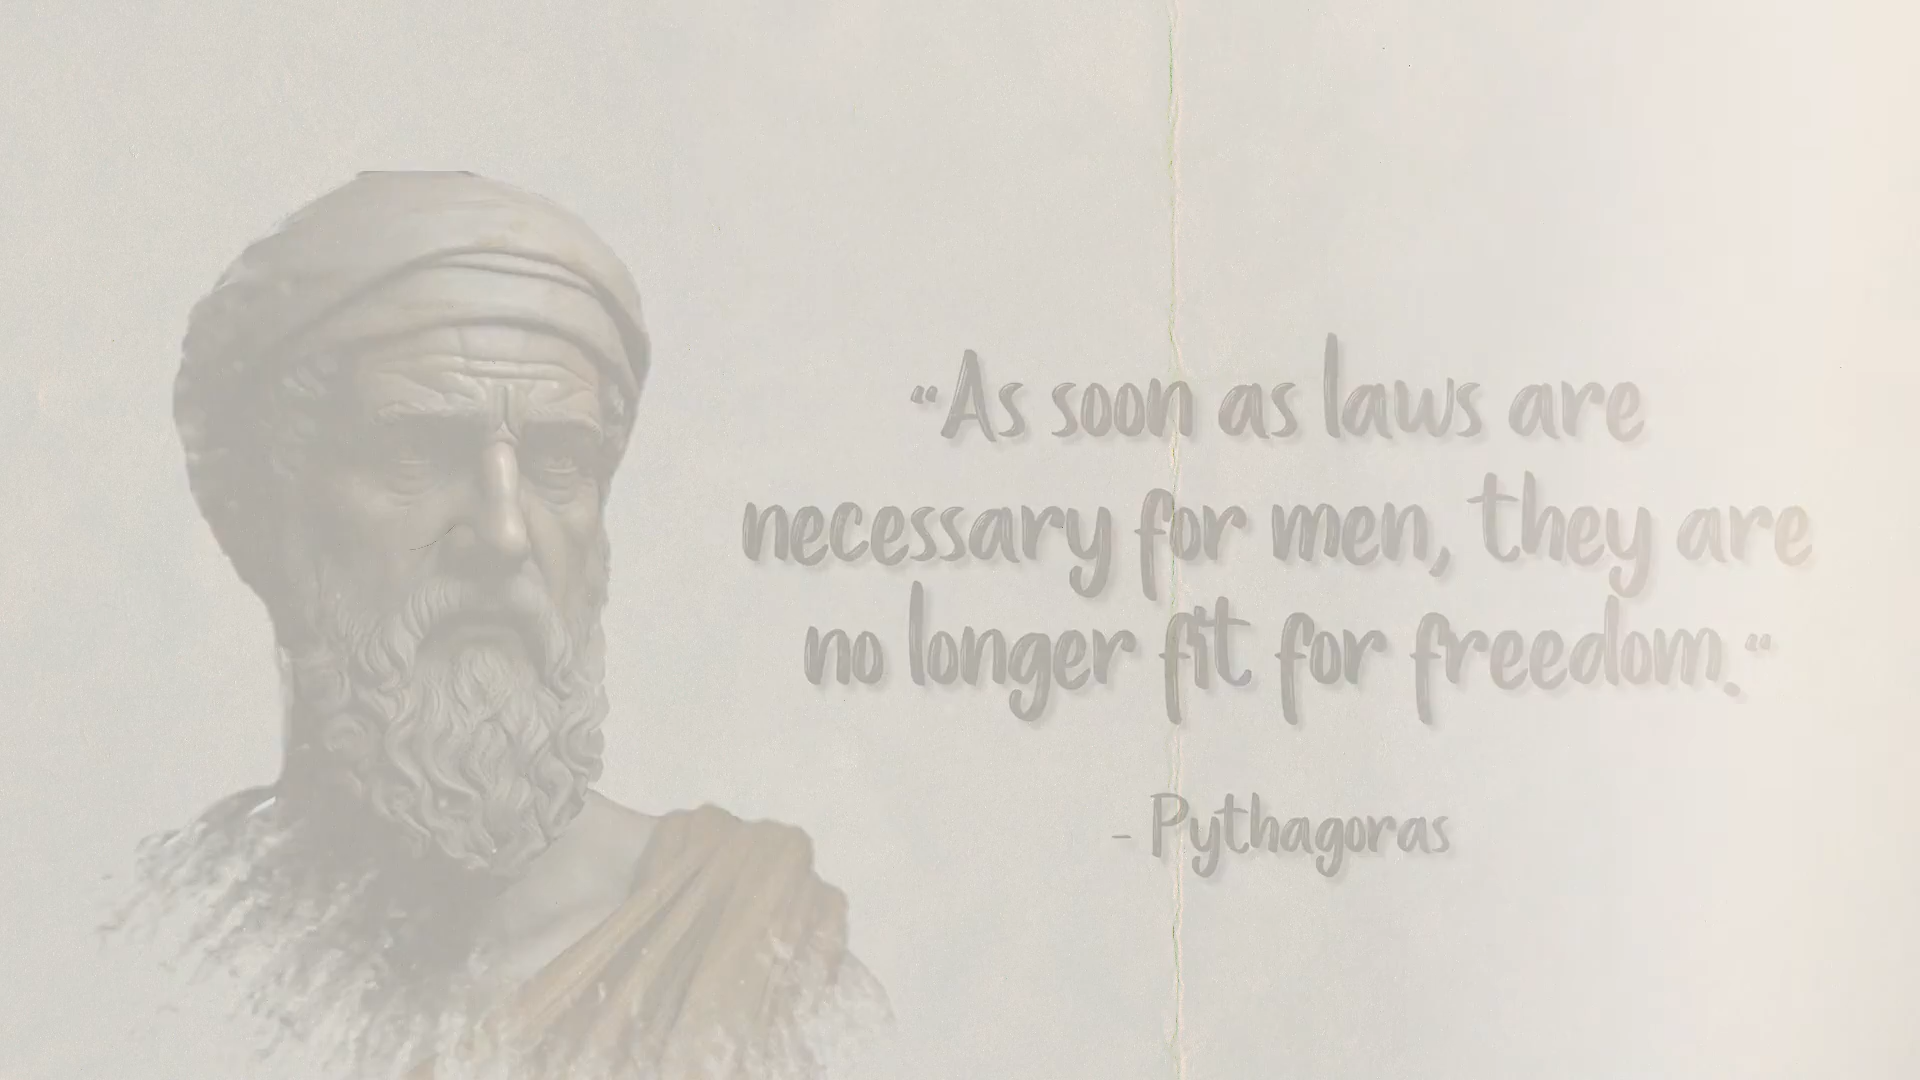 “As soon as laws are
necessary for men, they are
no longer fit for freedom.“
- Pythagoras